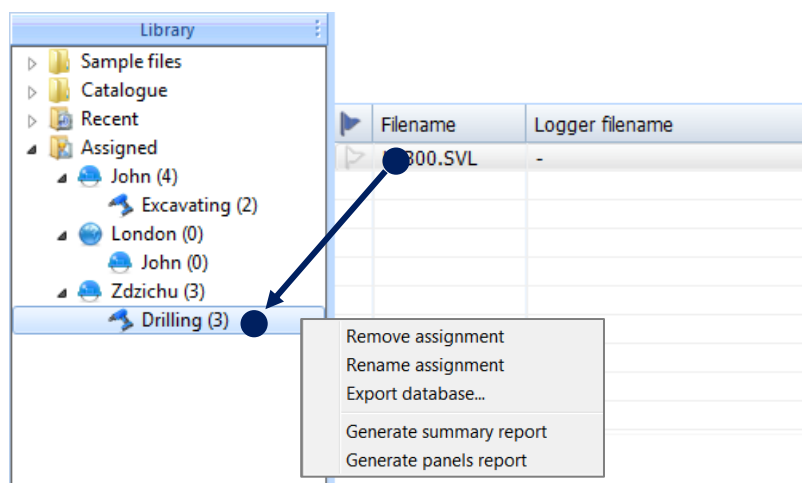 Library
Sample files
Catalogue
Recent
Assigned
John (4)
Excavating (2)
London (0)
John (0)
Zdzichu (3)
Drilling (3)
Filename Logger filename
300.SVL -
Remove assignment
Rename assignment
Export database...
Generate summary report
Generate panels report